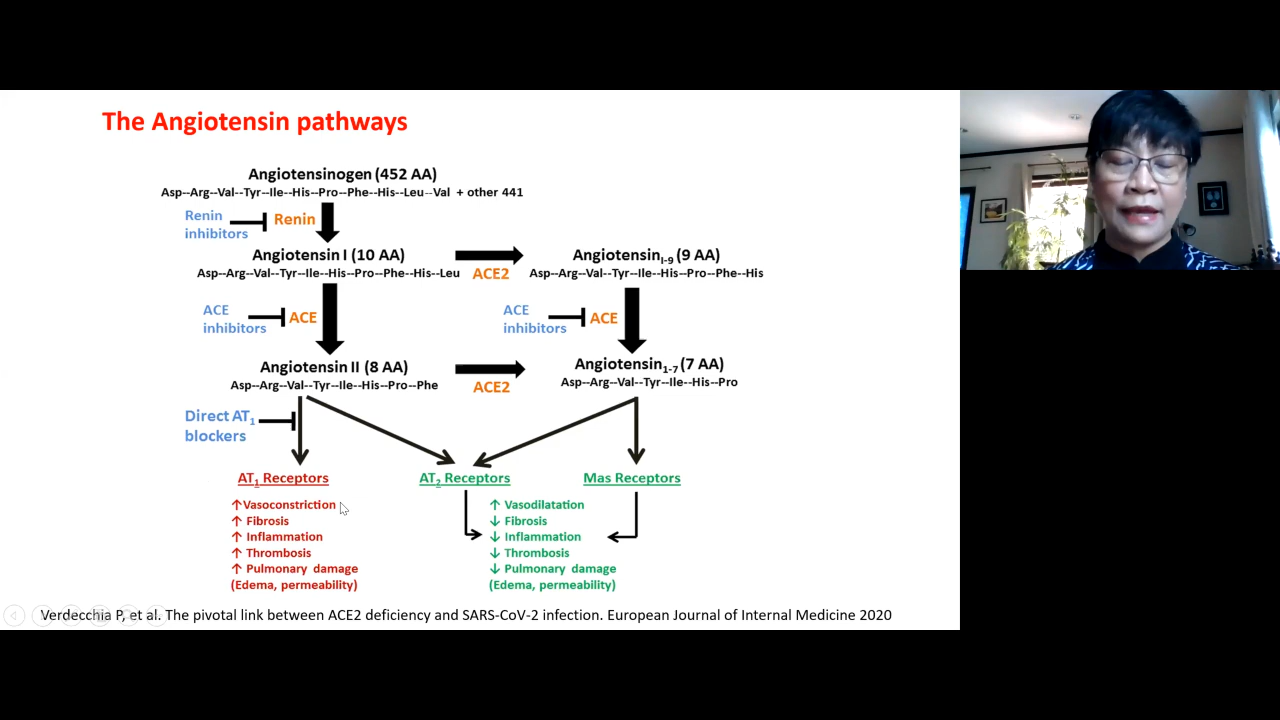 The Angiotensin pathways
Angiotensinogen (452 AA)
Asp--Arg--Val--Tyr--Ile--His--Pro--Phe--His--Leu--Val + other 441
Renin inhibitors
Renin
Angiotensin I (10 AA)
Asp--Arg--Val--Tyr--Ile--His--Pro--Phe--His--Leu
ACE2
AngiotensinI-9 (9 AA)
Asp--Arg--Val--Tyr--Ile--His--Pro--Phe--His
ACE inhibitors
ACE
ACE inhibitors
ACE
Angiotensin II (8 AA)
Asp--Arg--Val--Tyr--Ile--His--Pro--Phe
ACE2
Angiotensin1-7 (7 AA)
Asp--Arg--Val--Tyr--Ile--His--Pro
Direct AT1 blockers
AT1 Receptors
↑Vasoconstriction
↑ Fibrosis
↑ Inflammation
↑ Thrombosis
↑ Pulmonary damage
(Edema, permeability)
AT2 Receptors
Mas Receptors
↑ Vasodilatation
↓ Fibrosis
↓ Inflammation
↓ Thrombosis
↓ Pulmonary damage
(Edema, permeability)
Verdecchia P, et al. The pivotal link between ACE2 deficiency and SARS-CoV-2 infection. European Journal of Internal Medicine 2020